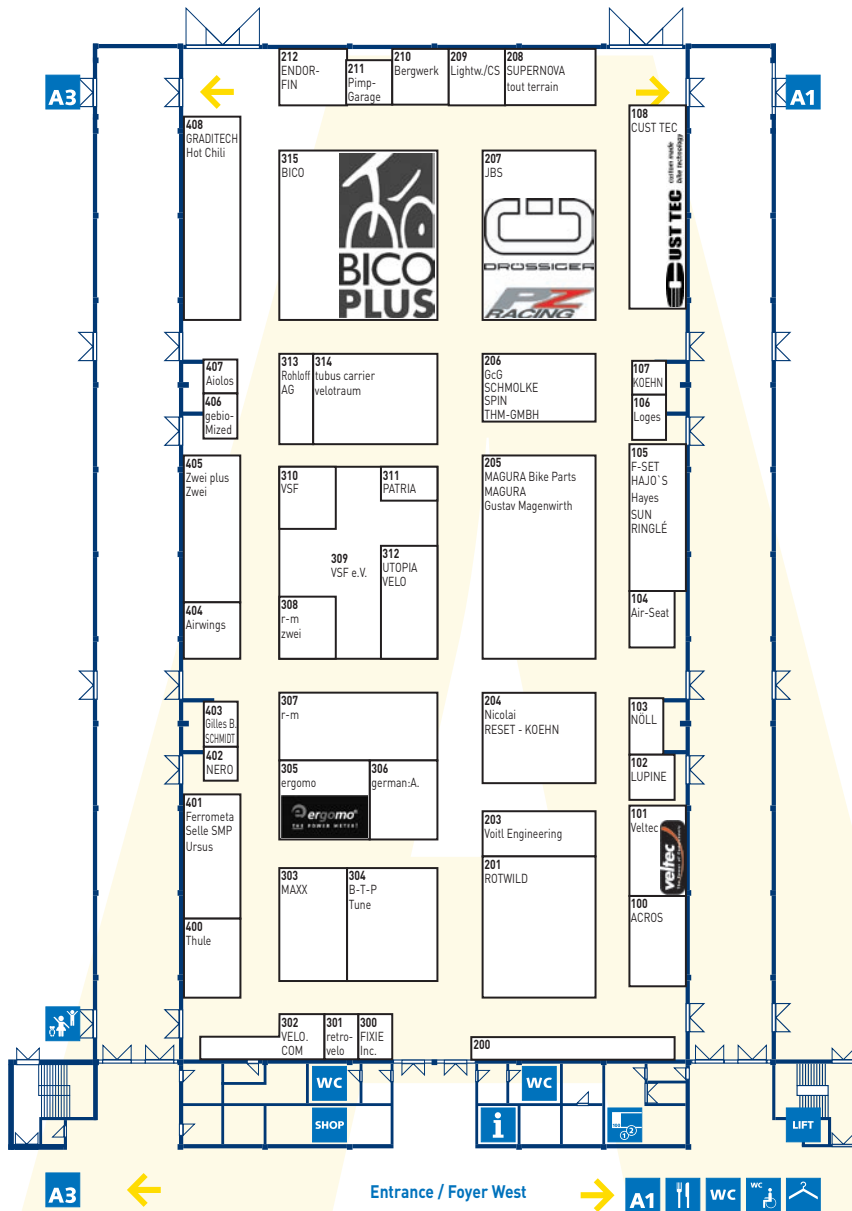 212
ENDOR-
FIN
211
Pimp-
Garage
210
Bergwerk
209
Lightw./CS
208
SUPERNOVA
tout terrain
A3
A1
408
GRADITECH
Hot Chili
315
BICO
BICO
PLUS
207
JBS
DRÖSSIGER
PZ
RACING
108
CUST TEC
CUST TEC
custom made
bike technology
407
Aiolos
406
gebio-
Mized
313
Rohloff
AG
314
tubus carrier
velotraum
206
GcG
SCHMOLKE
SPIN
THM-GMBH
107
KOEHN
106
Loges
405
Zwei plus
Zwei
404
Airwings
310
VSF
311
PATRIA
309
VSF e.V.
312
UTOPIA
VELO
308
r-m
zwei
205
MAGURA Bike Parts
MAGURA
Gustav Magenwirth
105
F-SET
HAJO`S
Hayes
SUN
RINGLÉ
104
Air-Seat
403
Gilles B.
SCHMIDT
402
NERO
307
r-m
305
ergomo
ergomo®
THE POWER METER!
306
german:A.
204
Nicolai
RESET - KOEHN
103
NÖLL
102
LUPINE
401
Ferrometa
Selle SMP
Ursus
400
Thule
303
MAXX
304
B-T-P
Tune
203
Voitl Engineering
201
ROTWILD
101
Veltec
veltec
100
ACROS
302
VELO.
COM
301
retro-
velo
300
FIXIE
Inc.
200
WC
WC
SHOP
i
1 2
LIFT
A3
Entrance / Foyer West
A1
WC
WC